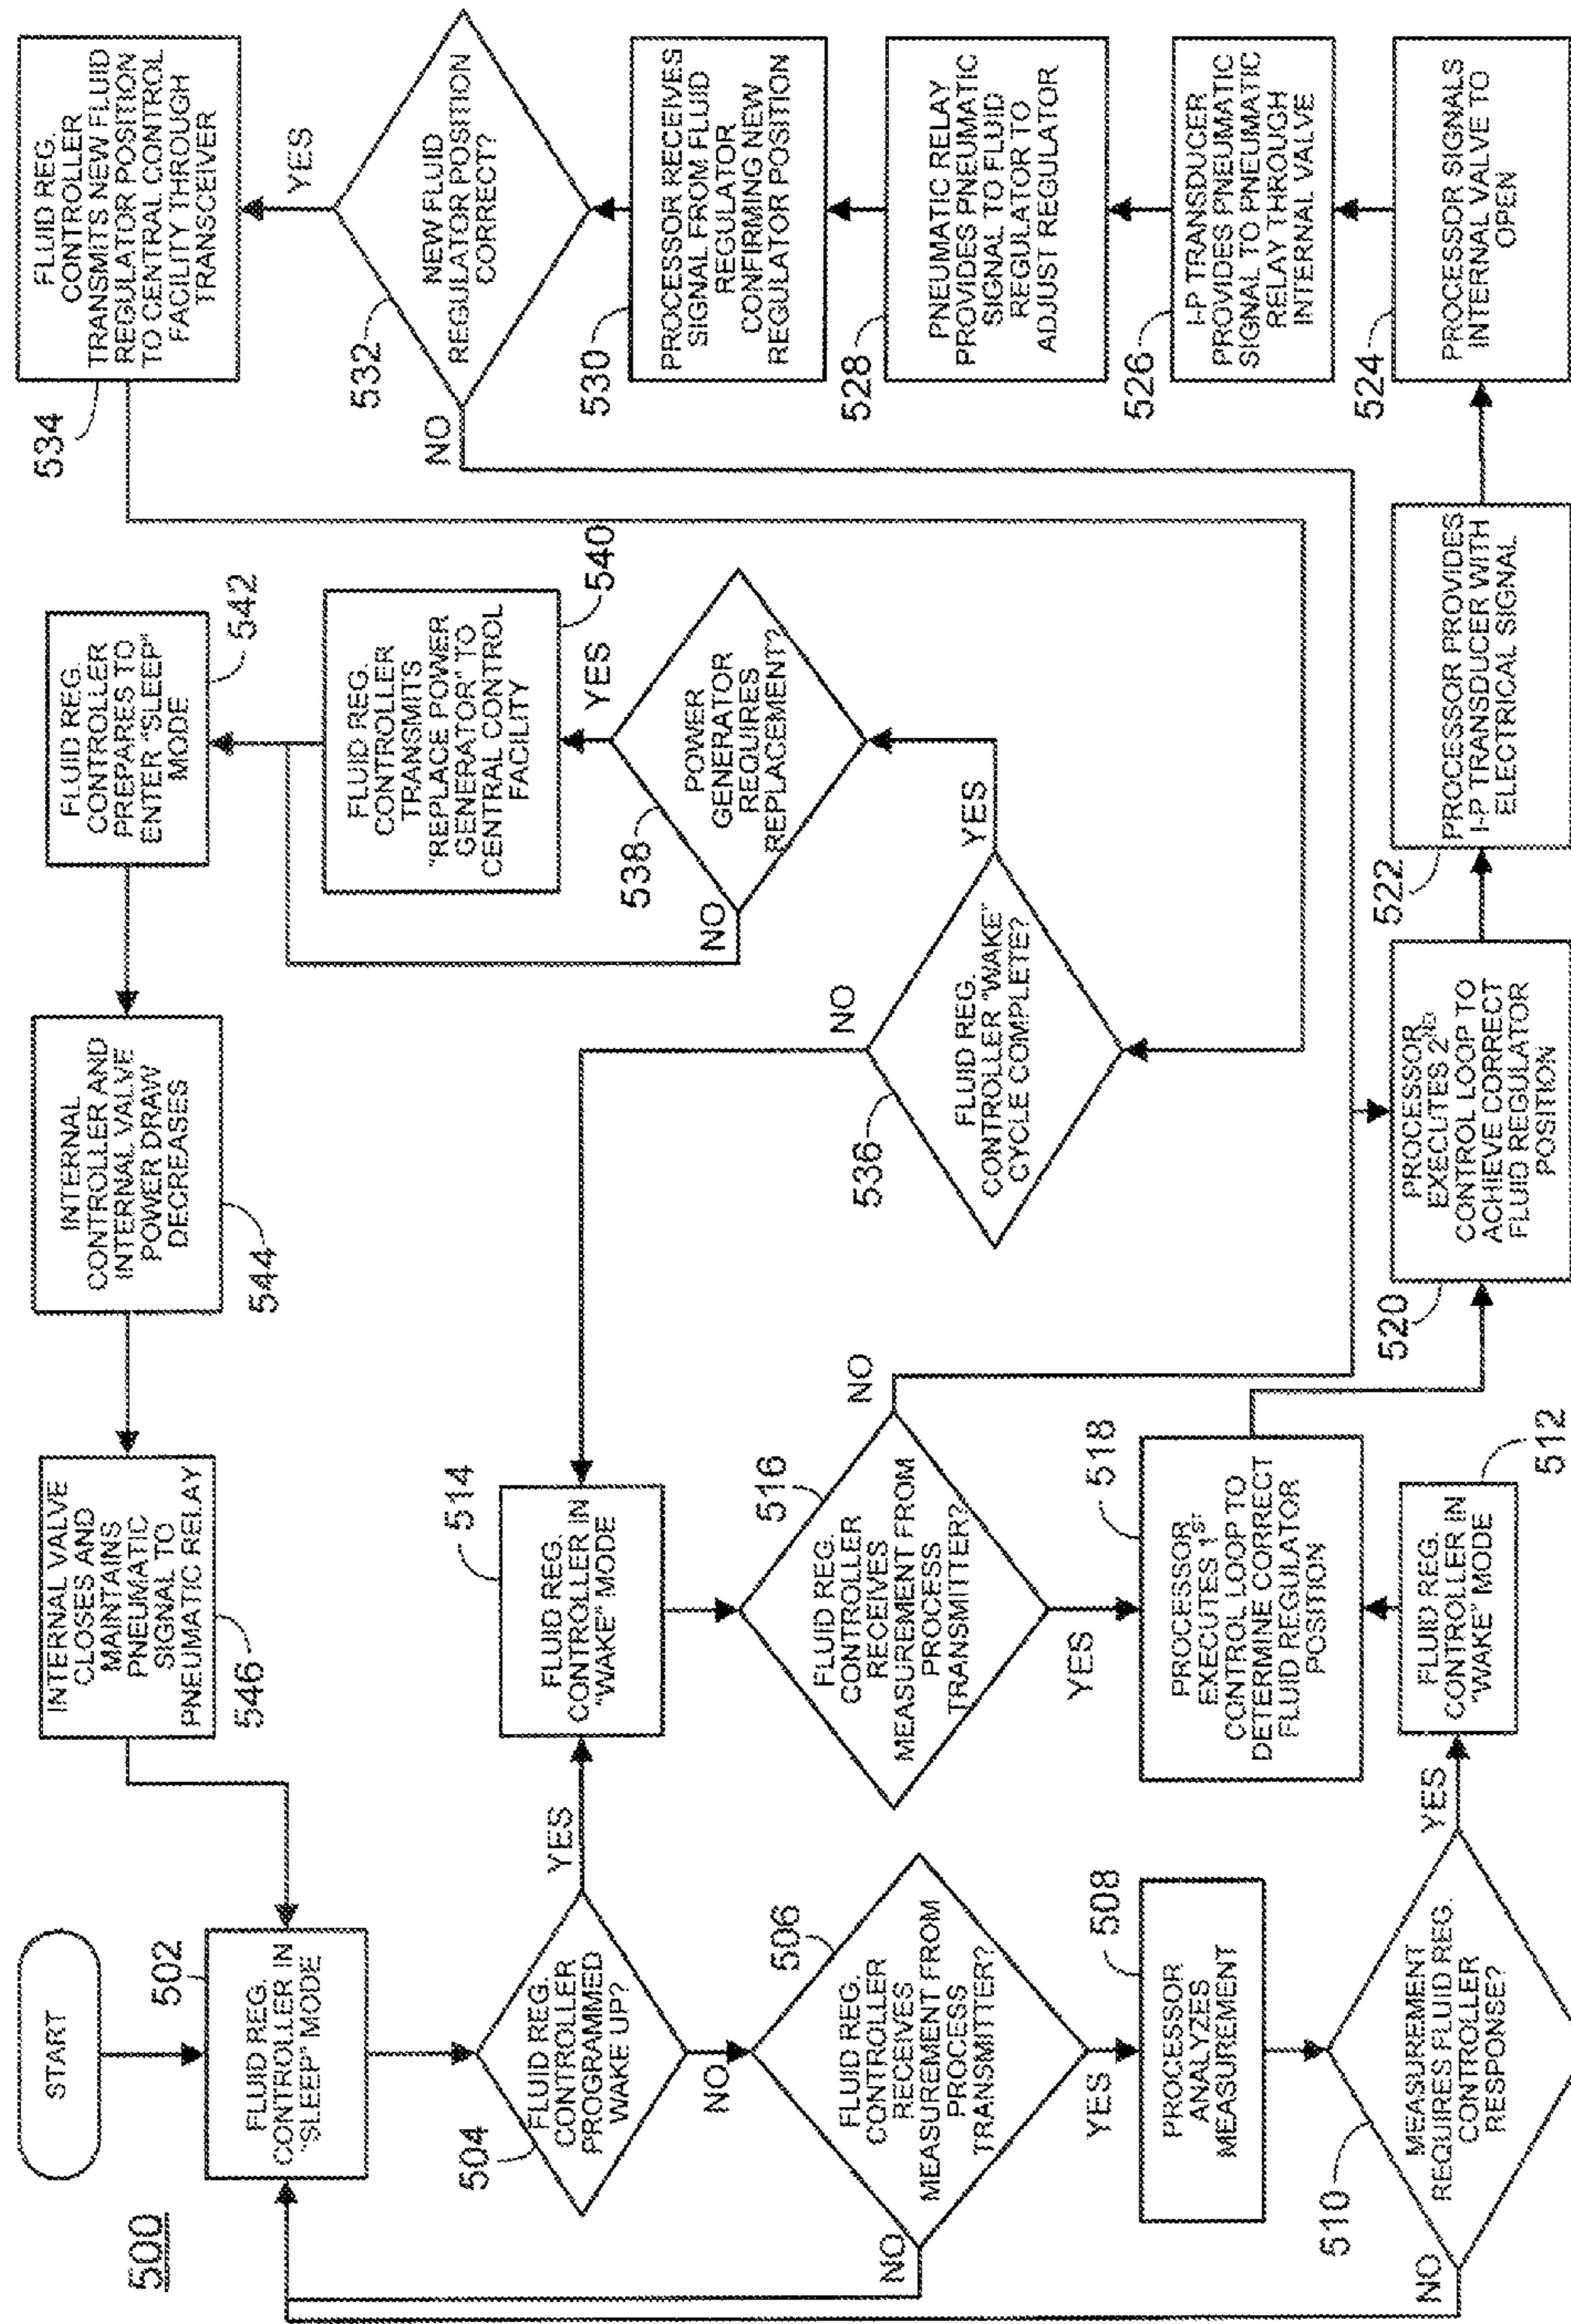 500
START
502
FLUID REG.
CONTROLLER IN
"SLEEP" MODE
504
FLUID REG.
CONTROLLER
PROGRAMMED
WAKE UP?
YES
NO
506
FLUID REG.
CONTROLLER
RECEIVES
MEASUREMENT FROM
PROCESS
TRANSMITTER?
NO
YES
508
PROCESSOR
ANALYZES
MEASUREMENT
510
MEASUREMENT
REQUIRES FLUID REG.
CONTROLLER
RESPONSE?
NO
YES
512
FLUID REG.
CONTROLLER IN
"WAKE" MODE
514
FLUID REG.
CONTROLLER IN
"WAKE" MODE
516
FLUID REG.
CONTROLLER
RECEIVES
MEASUREMENT FROM
PROCESS
TRANSMITTER?
NO
YES
518
PROCESSOR
EXECUTES 1ST
CONTROL LOOP TO
DETERMINE CORRECT
FLUID REGULATOR
POSITION
520
PROCESSOR
EXECUTES 2ND
CONTROL LOOP TO
ACHIEVE CORRECT
FLUID REGULATOR
POSITION
522
PROCESSOR PROVIDES
I-P TRANSDUCER WITH
ELECTRICAL SIGNAL
524
PROCESSOR SIGNALS
INTERNAL VALVE TO
OPEN
526
I-P TRANSDUCER
PROVIDES PNEUMATIC
SIGNAL TO PNEUMATIC
RELAY THROUGH
INTERNAL VALVE
528
PNEUMATIC RELAY
PROVIDES PNEUMATIC
SIGNAL TO FLUID
REGULATOR TO
ADJUST REGULATOR
530
PROCESSOR RECEIVES
SIGNAL FROM FLUID
REGULATOR
CONFIRMING NEW
REGULATOR POSITION
532
NEW FLUID
REGULATOR POSITION
CORRECT?
NO
YES
534
FLUID REG.
CONTROLLER
TRANSMITS NEW FLUID
REGULATOR POSITION
TO CENTRAL CONTROL
FACILITY THROUGH
TRANSCEIVER
536
FLUID REG.
CONTROLLER "WAKE"
CYCLE COMPLETE?
NO
YES
538
POWER
GENERATOR
REQUIRES
REPLACEMENT?
NO
YES
540
FLUID REG.
CONTROLLER
TRANSMITS
"REPLACE POWER
GENERATOR" TO
CENTRAL CONTROL
FACILITY
542
FLUID REG.
CONTROLLER
PREPARES TO
ENTER "SLEEP"
MODE
544
INTERNAL
CONTROLLER AND
INTERNAL VALVE
POWER DRAW
DECREASES
546
INTERNAL VALVE
CLOSES AND
MAINTAINS
PNEUMATIC
SIGNAL TO
PNEUMATIC RELAY